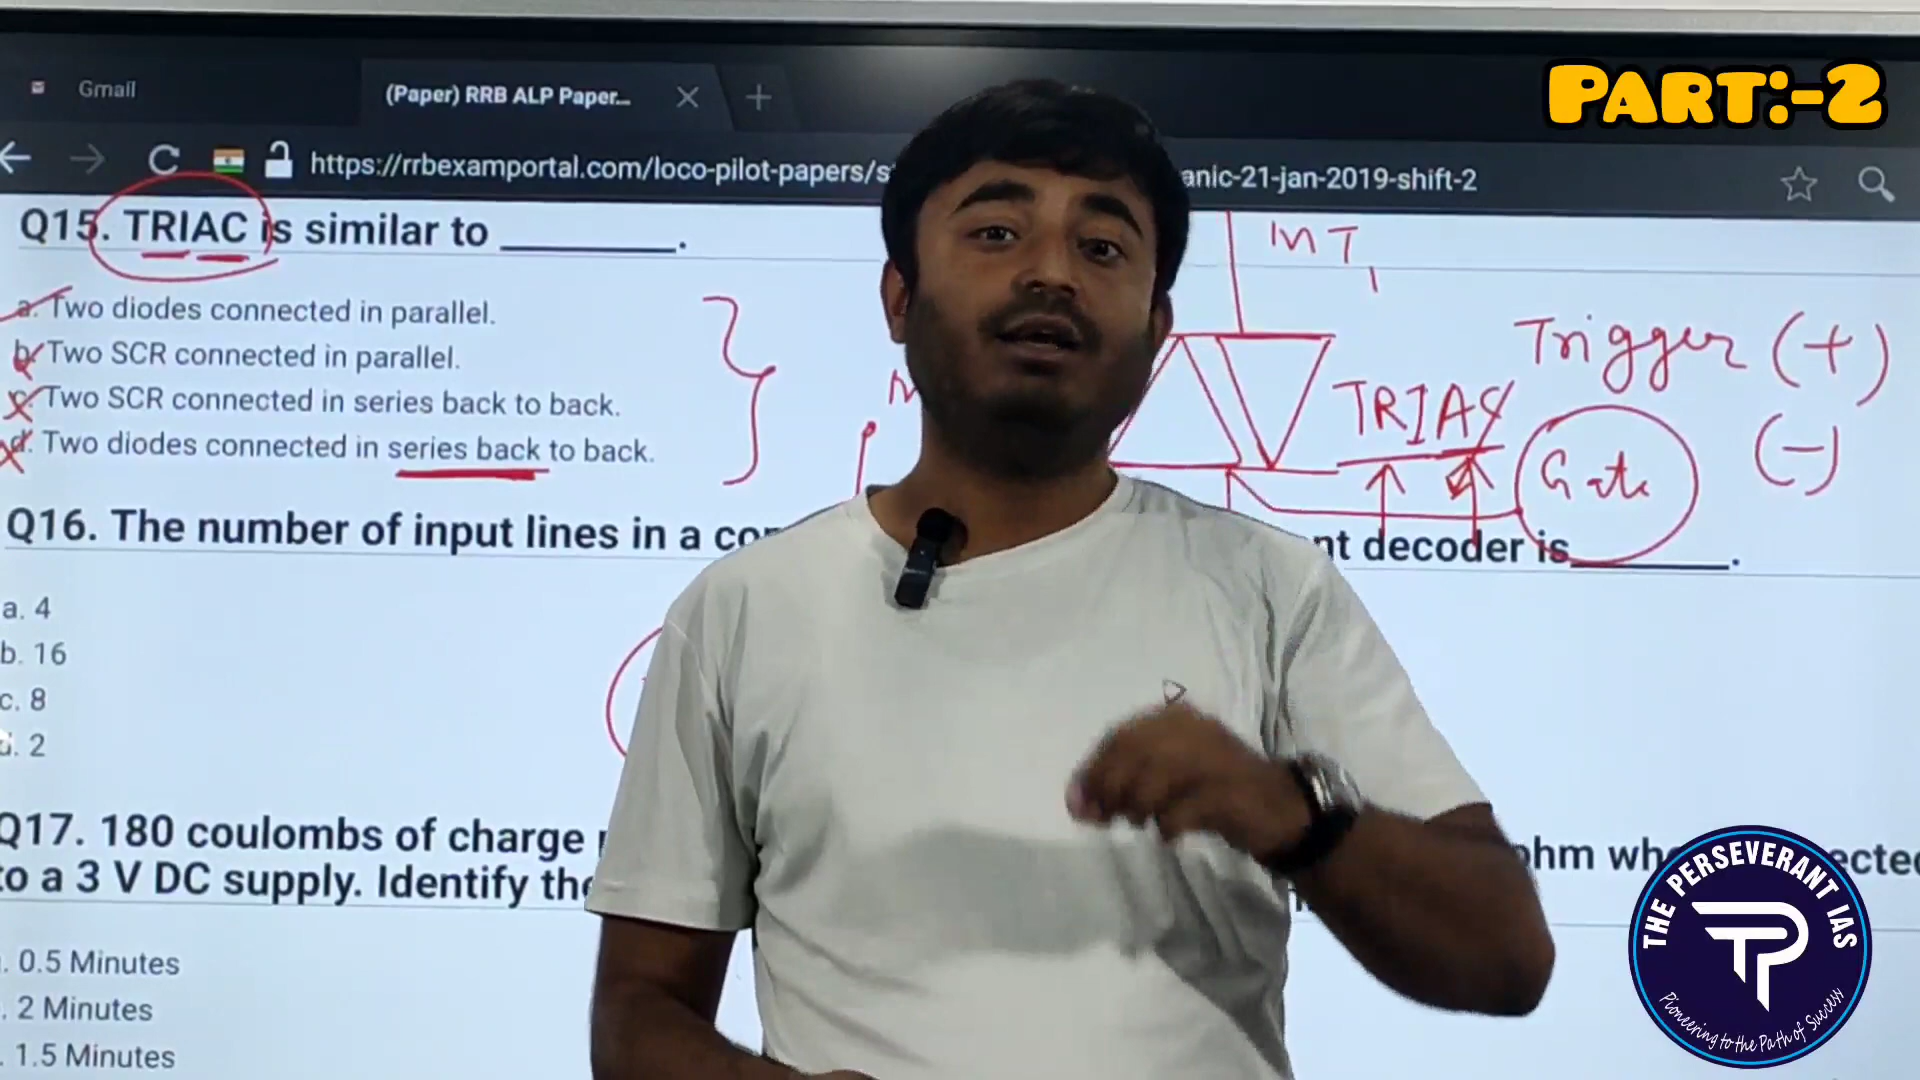 PART:-2
Gmail
(Paper) RRB ALP Paper...
https://rrbexamportal.com/loco-pilot-papers/s
anic-21-jan-2019-shift-2
Q15. TRIAC is similar to ________.
a. Two diodes connected in parallel.
b. Two SCR connected in parallel.
c. Two SCR connected in series back to back.
d. Two diodes connected in series back to back.
MT1
Trigger (+)
(-)
TRIAC
Gate
Q16. The number of input lines in a co
nt decoder is________.
a. 4
b. 16
c. 8
d. 2
Q17. 180 coulombs of charge
ohm wh
ected
to a 3 V DC supply. Identify the
. 0.5 Minutes
. 2 Minutes
. 1.5 Minutes
THE PERSEVERANT IAS
Pioneering to the Path of Success